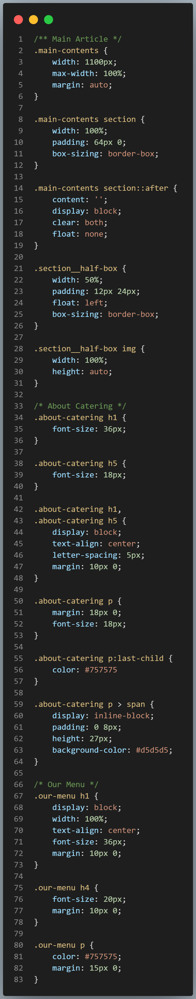 1 /** Main Article */
2 .main-contents {
3     width: 1100px;
4     max-width: 100%;
5     margin: auto;
6 }
7
8 .main-contents section {
9     width: 100%;
10     padding: 64px 0;
11     box-sizing: border-box;
12 }
13
14 .main-contents section::after {
15     content: '';
16     display: block;
17     clear: both;
18     float: none;
19 }
20
21 .section__half-box {
22     width: 50%;
23     padding: 12px 24px;
24     float: left;
25     box-sizing: border-box;
26 }
27
28 .section__half-box img {
29     width: 100%;
30     height: auto;
31 }
32
33 /* About Catering */
34 .about-catering h1 {
35     font-size: 36px;
36 }
37
38 .about-catering h5 {
39     font-size: 18px;
40 }
41
42 .about-catering h1,
43 .about-catering h5 {
44     display: block;
45     text-align: center;
46     letter-spacing: 5px;
47     margin: 10px 0;
48 }
49
50 .about-catering p {
51     margin: 18px 0;
52     font-size: 18px;
53 }
54
55 .about-catering p:last-child {
56     color: #757575
57 }
58
59 .about-catering p > span {
60     display: inline-block;
61     padding: 0 8px;
62     height: 27px;
63     background-color: #d5d5d5;
64 }
65
66 /* Our Menu */
67 .our-menu h1 {
68     display: block;
69     width: 100%;
70     text-align: center;
71     font-size: 36px;
72     margin: 10px 0;
73 }
74
75 .our-menu h4 {
76     font-size: 20px;
77     margin: 10px 0;
78 }
79
80 .our-menu p {
81     color: #757575;
82     margin: 15px 0;
83 }